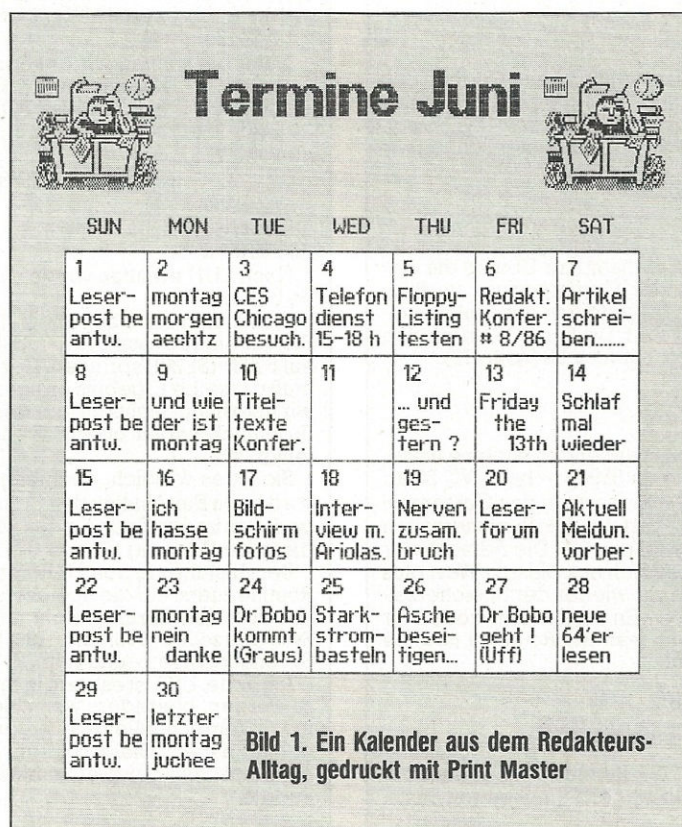 Termine Juni
SUN MON TUE WED THU FRI SAT
1 2 3 4 5 6 7
Leser- montag CES Telefon Floppy- Redakt. Artikel
post be morgen Chicago dienst Listing Konfer. schrei-
antw. aechtz besuch. 15-18 h testen # 8/86 ben.......
8 9 10 11 12 13 14
Leser- und wie Titel- ... und Friday Schlaf
post be der ist texte ges- the mal
antw. montag Konfer. tern ? 13th wieder
15 16 17 18 19 20 21
Leser- ich Bild- Inter- Nerven Leser- Aktuell
post be hasse schirm view m. zusam. forum Meldun.
antw. montag fotos Ariolas. bruch vorber.
22 23 24 25 26 27 28
Leser- montag Dr.Bobo Stark- Asche Dr.Bobo neue
post be nein kommt strom- besei- geht ! 64'er
antw. danke (Graus) basteln tigen... (Uff) lesen
29 30
Leser- letzter
post be montag
antw. juchee
Bild 1. Ein Kalender aus dem Redakteurs-
Alltag, gedruckt mit Print Master